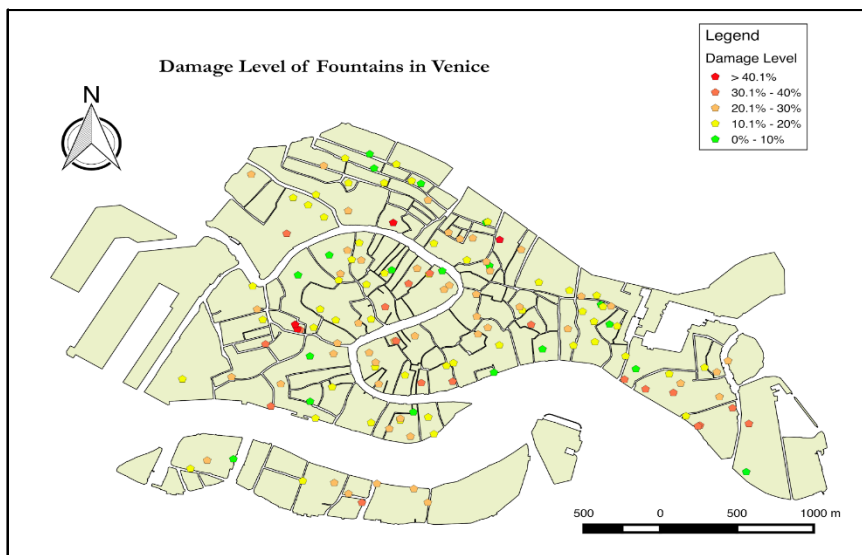 Damage Level of Fountains in Venice
N
Legend
Damage Level
> 40.1%
30.1% - 40%
20.1% - 30%
10.1% - 20%
0% - 10%
500 0 500 1000 m